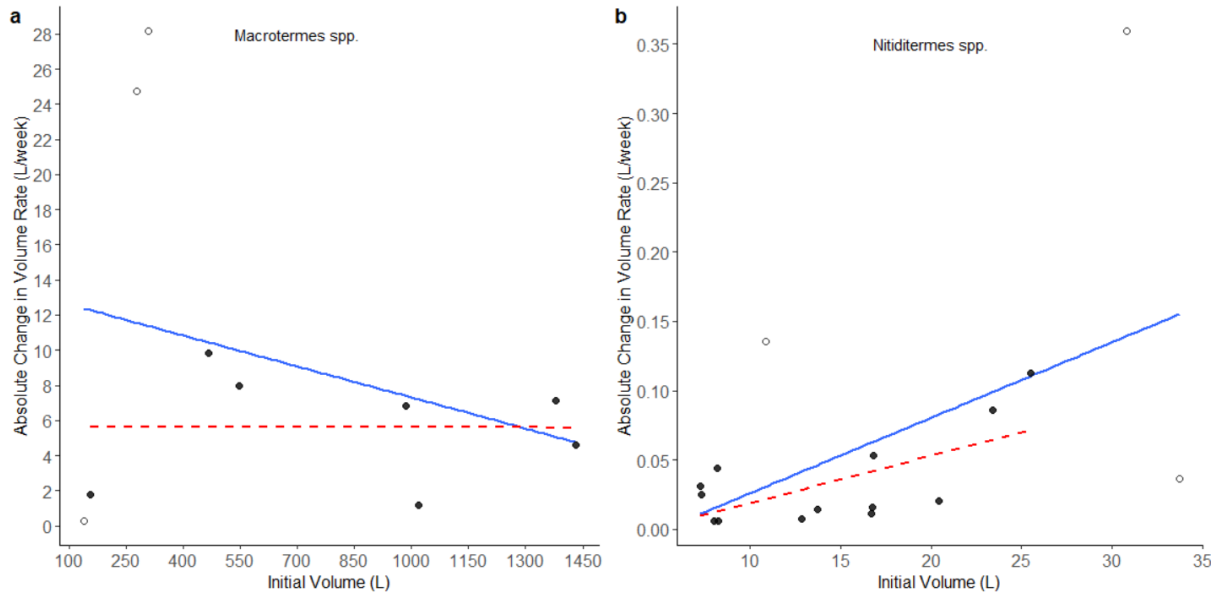 a
Macrotermes spp.
Absolute Change in Volume Rate (L/week)
28
26
24
22
20
18
16
14
12
10
8
6
4
2
0
100 250 400 550 700 850 1000 1150 1300 1450
Initial Volume (L)
b
Nitiditermes spp.
Absolute Change in Volume Rate (L/week)
0.35
0.30
0.25
0.20
0.15
0.10
0.05
0.00
10 15 20 25 30 35
Initial Volume (L)